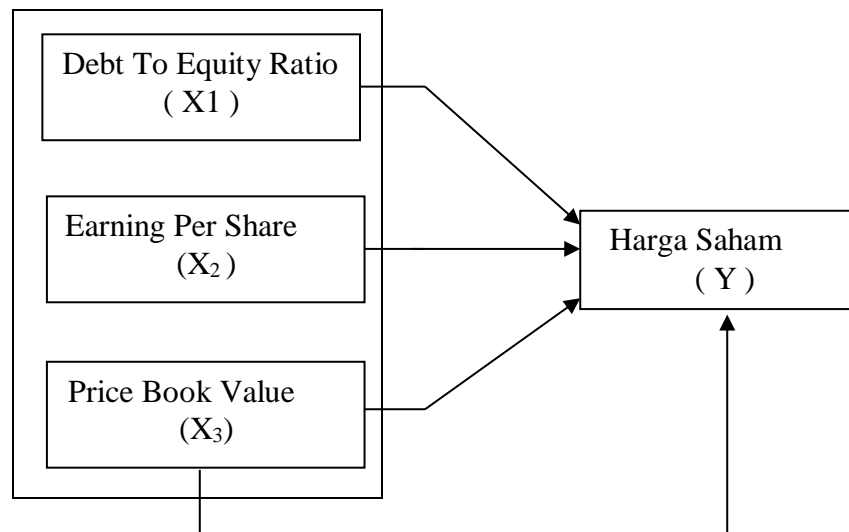 Debt To Equity Ratio
( X1 )
Earning Per Share
(X₂ )
Harga Saham
( Y )
Price Book Value
(X₃)